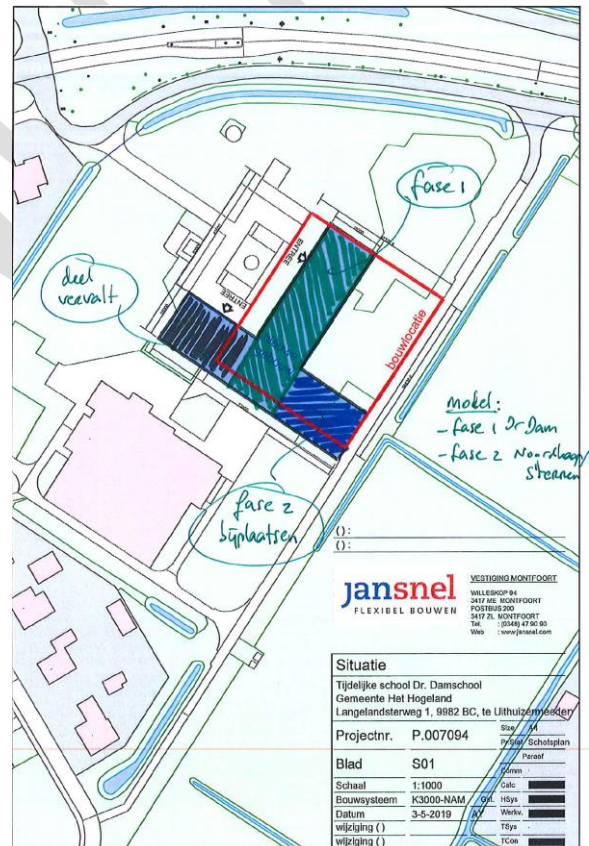 fase 1
ENTREE
ENTREE
deel
vervalt
bouwlocatie
model:
- fase 1 Dr Dam
- fase 2 Noordkaap/
Sterren
fase 2
bijplaatsen
():
():
jansnel
FLEXIBEL BOUWEN
VESTIGING MONTFOORT
WILLESKOP 94
3417 ME MONTFOORT
POSTBUS 200
3417 ZL MONTFOORT
Tel. : (0348) 47 90 90
Web : www.jansnel.com
Situatie
Tijdelijke school Dr. Damschool
Gemeente Het Hogeland
Langelandsterweg 1, 9982 BC, te Uithuizermeeden
Size A4
Projectnr. P.007094
Schetsplan
Paraaf
Blad S01
Comm
Schaal 1:1000
Calc
Bouwsysteem K3000-NAM
HSys
Datum 3-5-2019
Werkv.
wijziging ( )
TSys
wijziging ( )
TCon